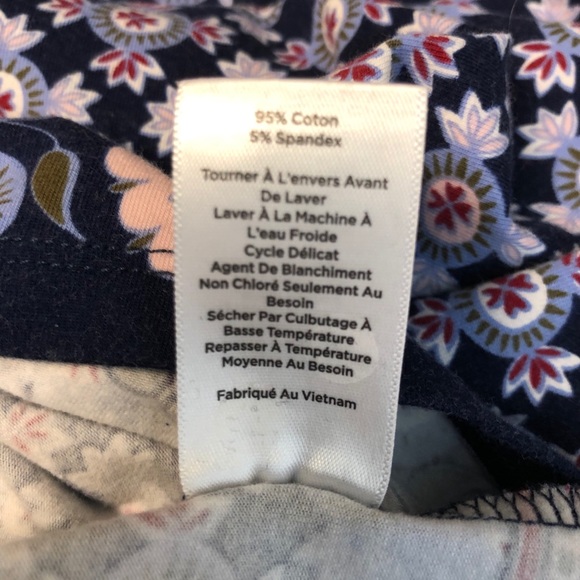 95% Coton
5% Spandex
Tourner À L'envers Avant
De Laver
Laver À La Machine À
L'eau Froide
Cycle Délicat
Agent De Blanchiment
Non Chloré Seulement Au
Besoin
Sécher Par Culbutage À
Basse Température
Repasser À Température
Moyenne Au Besoin
Fabriqué Au Vietnam